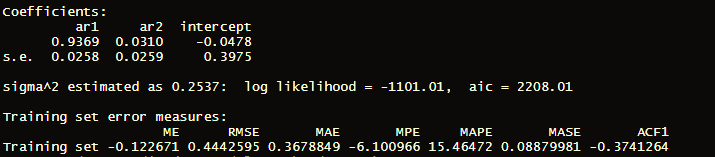 Coefficients:
ar1 ar2 intercept
0.9369 0.0310 -0.0478
s.e. 0.0258 0.0259 0.3975
sigma^2 estimated as 0.2537: log likelihood = -1101.01, aic = 2208.01
Training set error measures:
ME RMSE MAE MPE MAPE MASE ACF1
Training set -0.122671 0.4442595 0.3678849 -6.100966 15.46472 0.08879981 -0.3741264